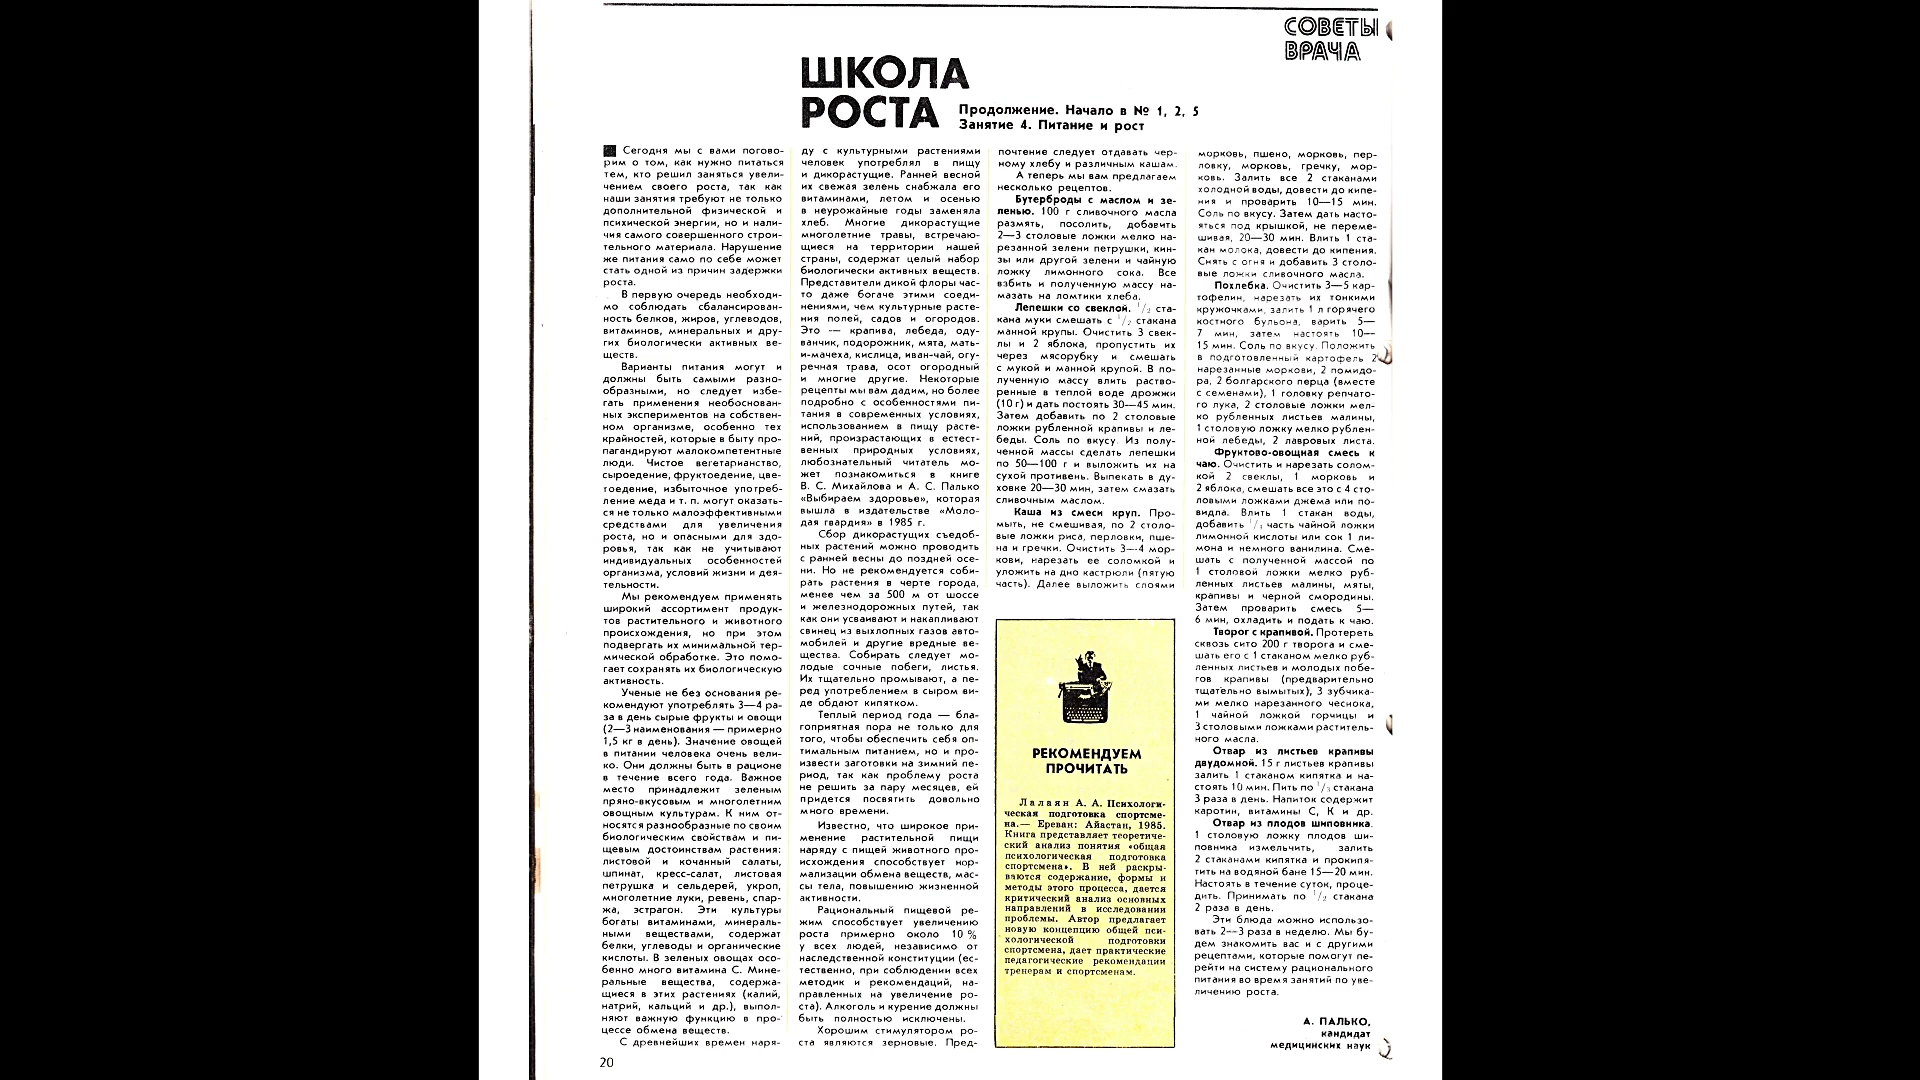 СОВЕТЫ
ВРАЧА
ШКОЛА
РОСТА
Продолжение. Начало в № 1, 2, 5
Занятие 4. Питание и рост
Сегодня мы с вами погово-
рим о том, как нужно питаться
тем, кто решил заняться увели-
чением своего роста, так как
наши занятия требуют не только
дополнительной физической и
психической энергии, но и нали-
чия самого совершенного строи-
тельного материала. Нарушение
же питания само по себе может
стать одной из причин задержки
роста.
В первую очередь необходи-
мо соблюдать сбалансирован-
ность белков, жиров, углеводов,
витаминов, минеральных и дру-
гих биологически активных ве-
ществ.
Варианты питания могут и
должны быть самыми разно-
образными, но следует избе-
гать применения необоснован-
ных экспериментов на собствен-
ном организме, особенно тех
крайностей, которые в быту про-
пагандируют малокомпетентные
люди. Чистое вегетарианство,
сыроедение, фруктоедение, цве-
тоедение, избыточное употреб-
ление меда и т. п. могут оказать-
ся не только малоэффективными
средствами для увеличения
роста, но и опасными для здо-
ровья, так как не учитывают
индивидуальных особенностей
организма, условий жизни и дея-
тельности.
Мы рекомендуем применять
широкий ассортимент продук-
тов растительного и животного
происхождения, но при этом
подвергать их минимальной тер-
мической обработке. Это помо-
гает сохранять их биологическую
активность.
Ученые не без основания ре-
комендуют употреблять 3—4 ра-
за в день сырые фрукты и овощи
(2—3 наименования — примерно
1,5 кг в день). Значение овощей
в питании человека очень вели-
ко. Они должны быть в рационе
в течение всего года. Важное
место принадлежит зеленым
пряно-вкусовым и многолетним
овощным культурам. К ним от-
носятся разнообразные по своим
биологическим свойствам и пи-
щевым достоинствам растения:
листовой и кочанный салаты,
шпинат, кресс-салат, листовая
петрушка и сельдерей, укроп,
многолетние луки, ревень, спар-
жа, эстрагон. Эти культуры
богаты витаминами, минераль-
ными веществами, содержат
белки, углеводы и органические
кислоты. В зеленых овощах осо-
бенно много витамина С. Мине-
ральные вещества, содержа-
щиеся в этих растениях (калий,
натрий, кальций и др.), выпол-
няют важную функцию в про-
цессе обмена веществ.
С древнейших времен наря-
20
ду с культурными растениями
человек употреблял в пищу
и дикорастущие. Ранней весной
их свежая зелень снабжала его
витаминами, летом и осенью
в неурожайные годы заменяла
хлеб. Многие дикорастущие
многолетние травы, встречаю-
щиеся на территории нашей
страны, содержат целый набор
биологически активных веществ.
Представители дикой флоры час-
то даже богаче этими соеди-
нениями, чем культурные расте-
ния полей, садов и огородов.
Это — крапива, лебеда, оду-
ванчик, подорожник, мята, мать-
и-мачеха, кислица, иван-чай, огу-
речная трава, осот огородный
и многие другие. Некоторые
рецепты мы вам дадим, но более
подробно с особенностями пи-
тания в современных условиях,
использованием в пищу расте-
ний, произрастающих в естест-
венных природных условиях,
любознательный читатель мо-
жет познакомиться в книге
В. С. Михайлова и А. С. Палько
«Выбираем здоровье», которая
вышла в издательстве «Моло-
дая гвардия» в 1985 г.
Сбор дикорастущих съедоб-
ных растений можно проводить
с ранней весны до поздней осе-
ни. Но не рекомендуется соби-
рать растения в черте города,
менее чем за 500 м от шоссе
и железнодорожных путей, так
как они усваивают и накапливают
свинец из выхлопных газов авто-
мобилей и другие вредные ве-
щества. Собирать следует мо-
лодые сочные побеги, листья.
Их тщательно промывают, а пе-
ред употреблением в сыром ви-
де обдают кипятком.
Теплый период года — бла-
гоприятная пора не только для
того, чтобы обеспечить себя оп-
тимальным питанием, но и про-
извести заготовки на зимний пе-
риод, так как проблему роста
не решить за пару месяцев, ей
придется посвятить довольно
много времени.
Известно, что широкое при-
менение растительной пищи
наряду с пищей животного про-
исхождения способствует нор-
мализации обмена веществ, мас-
сы тела, повышению жизненной
активности.
Рациональный пищевой ре-
жим способствует увеличению
роста примерно около 10 %
у всех людей, независимо от
наследственной конституции (ес-
тественно, при соблюдении всех
методик и рекомендаций, на-
правленных на увеличение ро-
ста). Алкоголь и курение должны
быть полностью исключены.
Хорошим стимулятором ро-
ста являются зерновые. Пред-
почтение следует отдавать чер-
ному хлебу и различным кашам.
А теперь мы вам предлагаем
несколько рецептов.
Бутерброды с маслом и зе-
ленью. 100 г сливочного масла
размять, посолить, добавить
2—3 столовые ложки мелко на-
резанной зелени петрушки, кин-
зы или другой зелени и чайную
ложку лимонного сока. Все
взбить и полученную массу на-
мазать на ломтики хлеба.
Лепешки со свеклой. 1/2 ста-
кана муки смешать с 1/2 стакана
манной крупы. Очистить 3 свек-
лы и 2 яблока, пропустить их
через мясорубку и смешать
с мукой и манной крупой. В по-
лученную массу влить раство-
ренные в теплой воде дрожжи
(10 г) и дать постоять 30—45 мин.
Затем добавить по 2 столовые
ложки рубленной крапивы и ле-
беды. Соль по вкусу. Из полу-
ченной массы сделать лепешки
по 50—100 г и выложить их на
сухой противень. Выпекать в ду-
ховке 20—30 мин, затем смазать
сливочным маслом.
Каша из смеси круп. Про-
мыть, не смешивая, по 2 столо-
вые ложки риса, перловки, пше-
на и гречки. Очистить 3—4 мор-
кови, нарезать ее соломкой и
уложить на дно кастрюли (пятую
часть). Далее выложить слоями
РЕКОМЕНДУЕМ
ПРОЧИТАТЬ
Лалаян А. А. Психологи-
ческая подготовка спортсме-
на.— Ереван: Айастан, 1985.
Книга представляет теоретиче-
ский анализ понятия «общая
психологическая подготовка
спортсмена». В ней раскры-
ваются содержание, формы и
методы этого процесса, дается
критический анализ основных
направлений в исследовании
проблемы. Автор предлагает
новую концепцию общей пси-
хологической подготовки
спортсмена, дает практические
педагогические рекомендации
тренерам и спортсменам.
морковь, пшено, морковь, пер-
ловку, морковь, гречку, мор-
ковь. Залить все 2 стаканами
холодной воды, довести до кипе-
ния и проварить 10—15 мин.
Соль по вкусу. Затем дать насто-
яться под крышкой, не переме-
шивая, 20—30 мин. Влить 1 ста-
кан молока, довести до кипения.
Снять с огня и добавить 3 столо-
вые ложки сливочного масла.
Похлебка. Очистить 3—5 кар-
тофелин, нарезать их тонкими
кружочками, залить 1 л горячего
костного бульона, варить 5—
7 мин, затем настоять 10—
15 мин. Соль по вкусу. Положить
в подготовленный картофель 2
нарезанные моркови, 2 помидо-
ра, 2 болгарского перца (вместе
с семенами), 1 головку репчато-
го лука, 2 столовые ложки мел-
ко рубленных листьев малины,
1 столовую ложку мелко рублен-
ной лебеды, 2 лавровых листа.
Фруктово-овощная смесь к
чаю. Очистить и нарезать солом-
кой 2 свеклы, 1 морковь и
2 яблока, смешать все это с 4 сто-
ловыми ложками джема или по-
видла. Влить 1 стакан воды,
добавить часть чайной ложки
лимонной кислоты или сок 1 ли-
мона и немного ванилина. Сме-
шать с полученной массой по
1 столовой ложки мелко руб-
ленных листьев малины, мяты,
крапивы и черной смородины.
Затем проварить смесь 5—
6 мин, охладить и подать к чаю.
Творог с крапивой. Протереть
сквозь сито 200 г творога и сме-
шать его с 1 стаканом мелко руб-
ленных листьев и молодых побе-
гов крапивы (предварительно
тщательно вымытых), 3 зубчика-
ми мелко нарезанного чеснока,
1 чайной ложкой горчицы и
3 столовыми ложками раститель-
ного масла.
Отвар из листьев крапивы
двудомной. 15 г листьев крапивы
залить 1 стаканом кипятка и на-
стоять 10 мин. Пить по 1/3 стакана
3 раза в день. Напиток содержит
каротин, витамины С, К и др.
Отвар из плодов шиповника.
1 столовую ложку плодов ши-
повника измельчить, залить
2 стаканами кипятка и прокипя-
тить на водяной бане 15—20 мин.
Настоять в течение суток, проце-
дить. Принимать по 1/2 стакана
2 раза в день.
Эти блюда можно использо-
вать 2—3 раза в неделю. Мы бу-
дем знакомить вас и с другими
рецептами, которые помогут пе-
рейти на систему рационального
питания во время занятий по уве-
личению роста.
А. ПАЛЬКО,
кандидат
медицинских наук